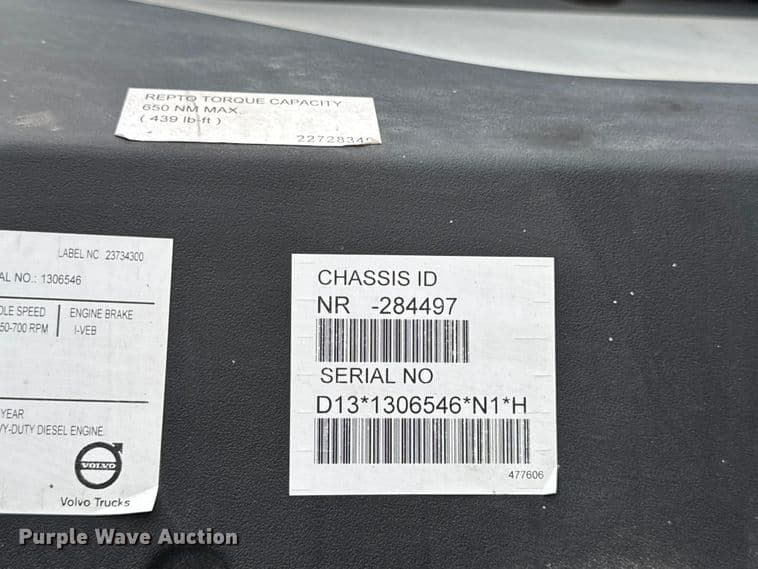 REPTO TORQUE CAPACITY
650 NM MAX.
( 439 lb-ft )
2272834
LABEL NC 23734300
AL NO.: 1306546
DLE SPEED
50-700 RPM
ENGINE BRAKE
I-VEB
YEAR
VY-DUTY DIESEL ENGINE
VOLVO
Volvo Trucks
CHASSIS ID
NR -284497
SERIAL NO
D13*1306546*N1*H
477606
Purple Wave Auction